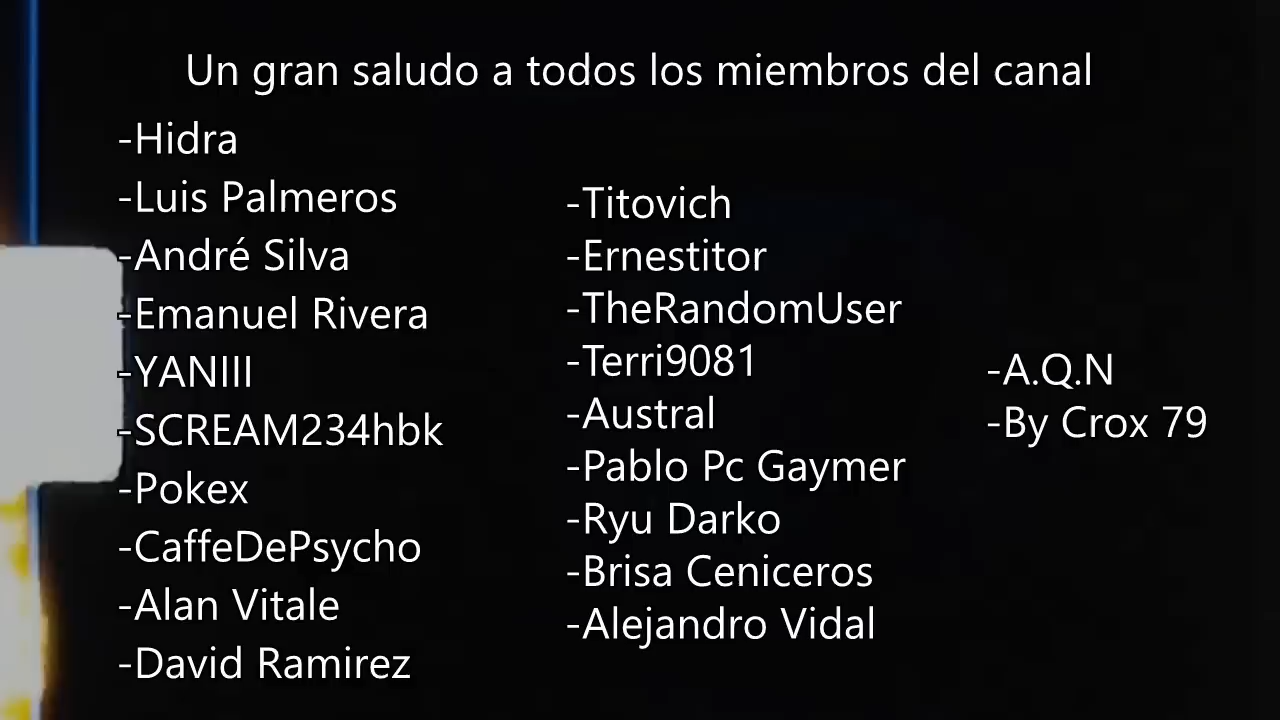 Un gran saludo a todos los miembros del canal
-Hidra
-Luis Palmeros
-André Silva
-Emanuel Rivera
-YANIII
-SCREAM234hbk
-Pokex
-CaffeDePsycho
-Alan Vitale
-David Ramirez
-Titovich
-Ernestitor
-TheRandomUser
-Terri9081
-Austral
-Pablo Pc Gaymer
-Ryu Darko
-Brisa Ceniceros
-Alejandro Vidal
-A.Q.N
-By Crox 79